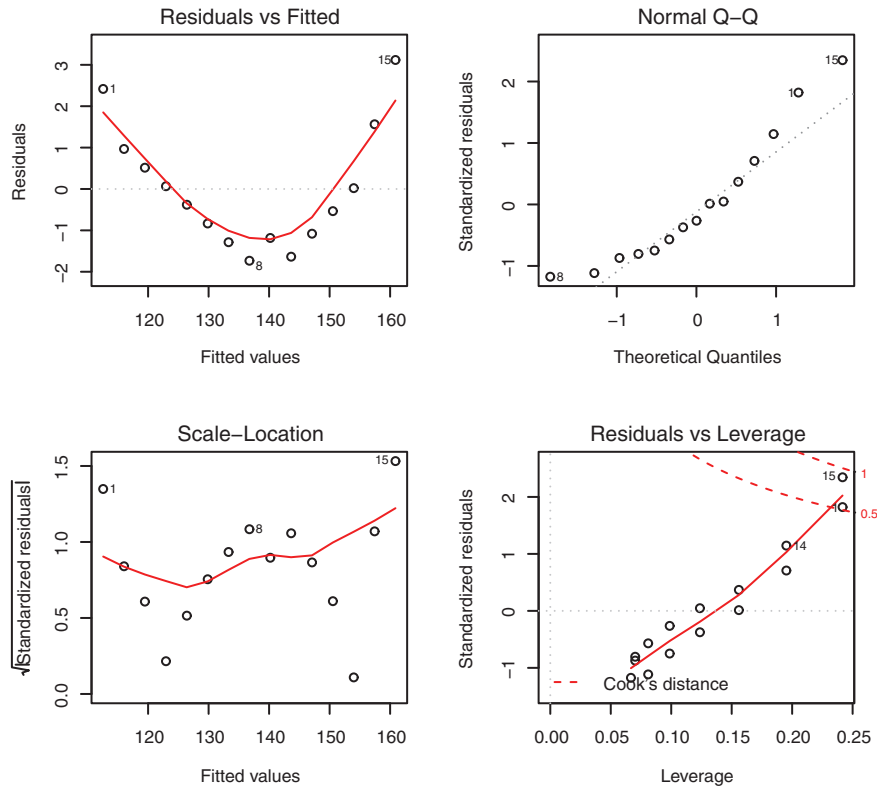 Residuals vs Fitted
3
2
1
0
−1
−2
Residuals
1
8
15
120 130 140 150 160
Fitted values
Normal Q−Q
2
1
0
−1
Standardized residuals
8
1
15
−1 0 1
Theoretical Quantiles
Scale−Location
1.5
1.0
0.5
0.0
√|Standardized residuals|
1
8
15
120 130 140 150 160
Fitted values
Residuals vs Leverage
2
1
0
−1
Standardized residuals
15
1
14
1
0.5
Cook's distance
0.00 0.05 0.10 0.15 0.20 0.25
Leverage